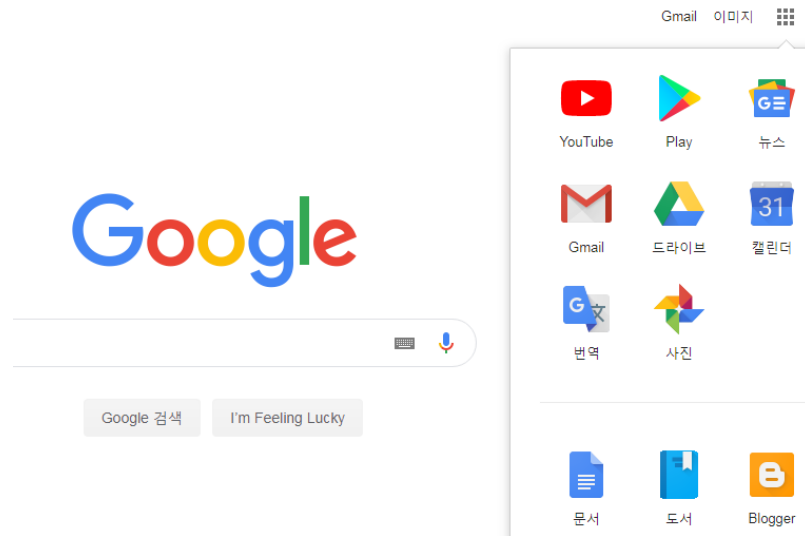 Gmail 이미지
YouTube Play 뉴스
G
31
Gmail 드라이브 캘린더
G 文
번역 사진
Google
Google 검색 I'm Feeling Lucky
문서 도서 Blogger